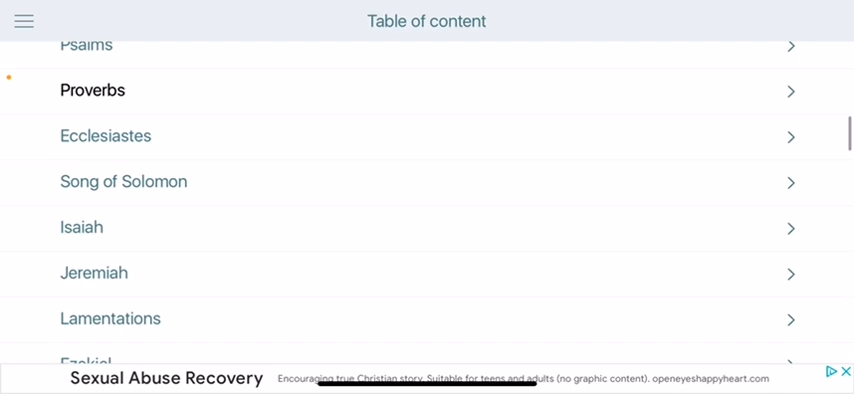 Table of content
Psalms
Proverbs
Ecclesiastes
Song of Solomon
Isaiah
Jeremiah
Lamentations
Ezekiel
Sexual Abuse Recovery
Encouraging true Christian story. Suitable for teens and adults (no graphic content). openeyeshappyheart.com